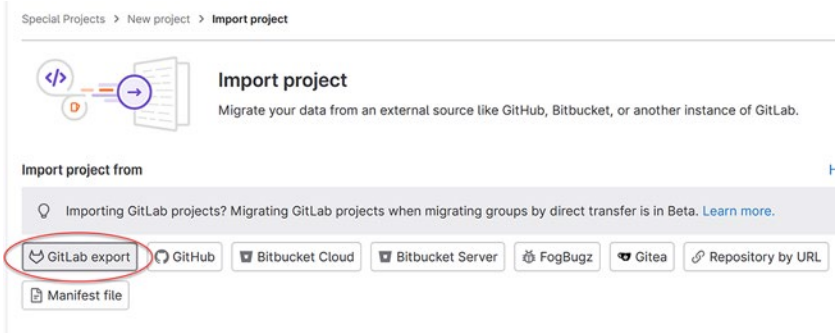 Special Projects > New project > Import project
Import project
Migrate your data from an external source like GitHub, Bitbucket, or another instance of GitLab.
Import project from
H
Importing GitLab projects? Migrating GitLab projects when migrating groups by direct transfer is in Beta. Learn more.
GitLab export GitHub Bitbucket Cloud Bitbucket Server FogBugz Gitea Repository by URL
Manifest file